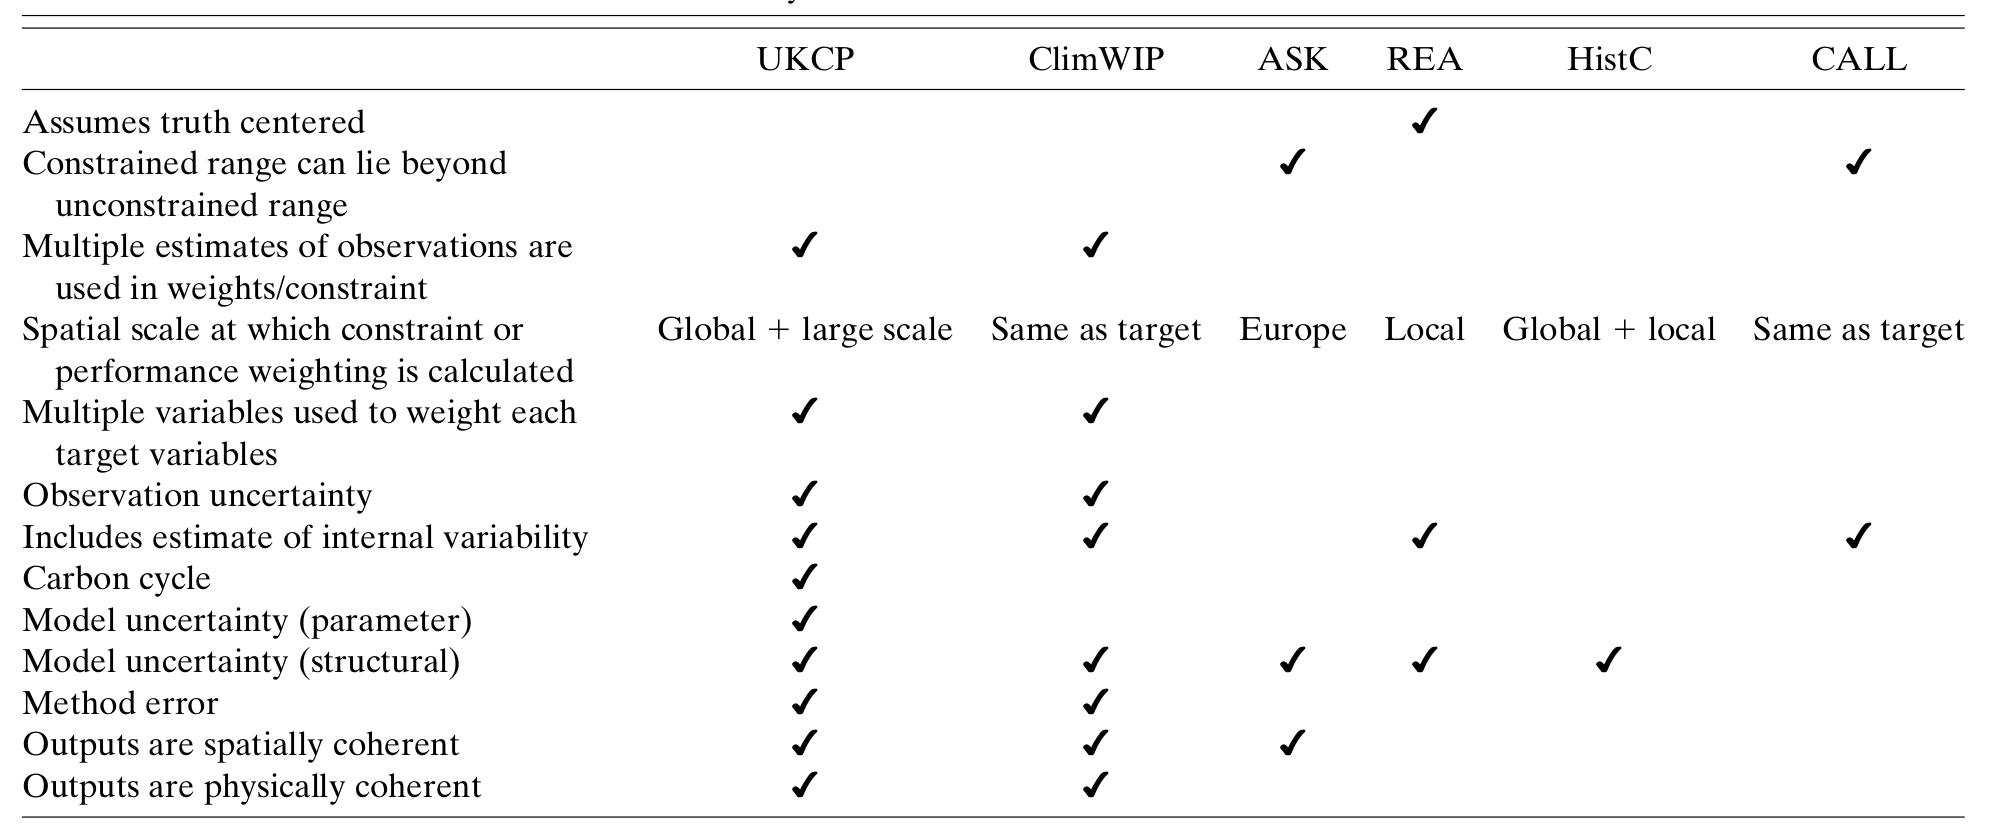 UKCP ClimWIP ASK REA HistC CALL
Assumes truth centered ✓
Constrained range can lie beyond ✓ ✓
unconstrained range
Multiple estimates of observations are ✓ ✓
used in weights/constraint
Spatial scale at which constraint or Global + large scale Same as target Europe Local Global + local Same as target
performance weighting is calculated
Multiple variables used to weight each ✓ ✓
target variables
Observation uncertainty ✓ ✓
Includes estimate of internal variability ✓ ✓ ✓ ✓
Carbon cycle ✓
Model uncertainty (parameter) ✓
Model uncertainty (structural) ✓ ✓ ✓ ✓ ✓
Method error ✓ ✓
Outputs are spatially coherent ✓ ✓ ✓
Outputs are physically coherent ✓ ✓